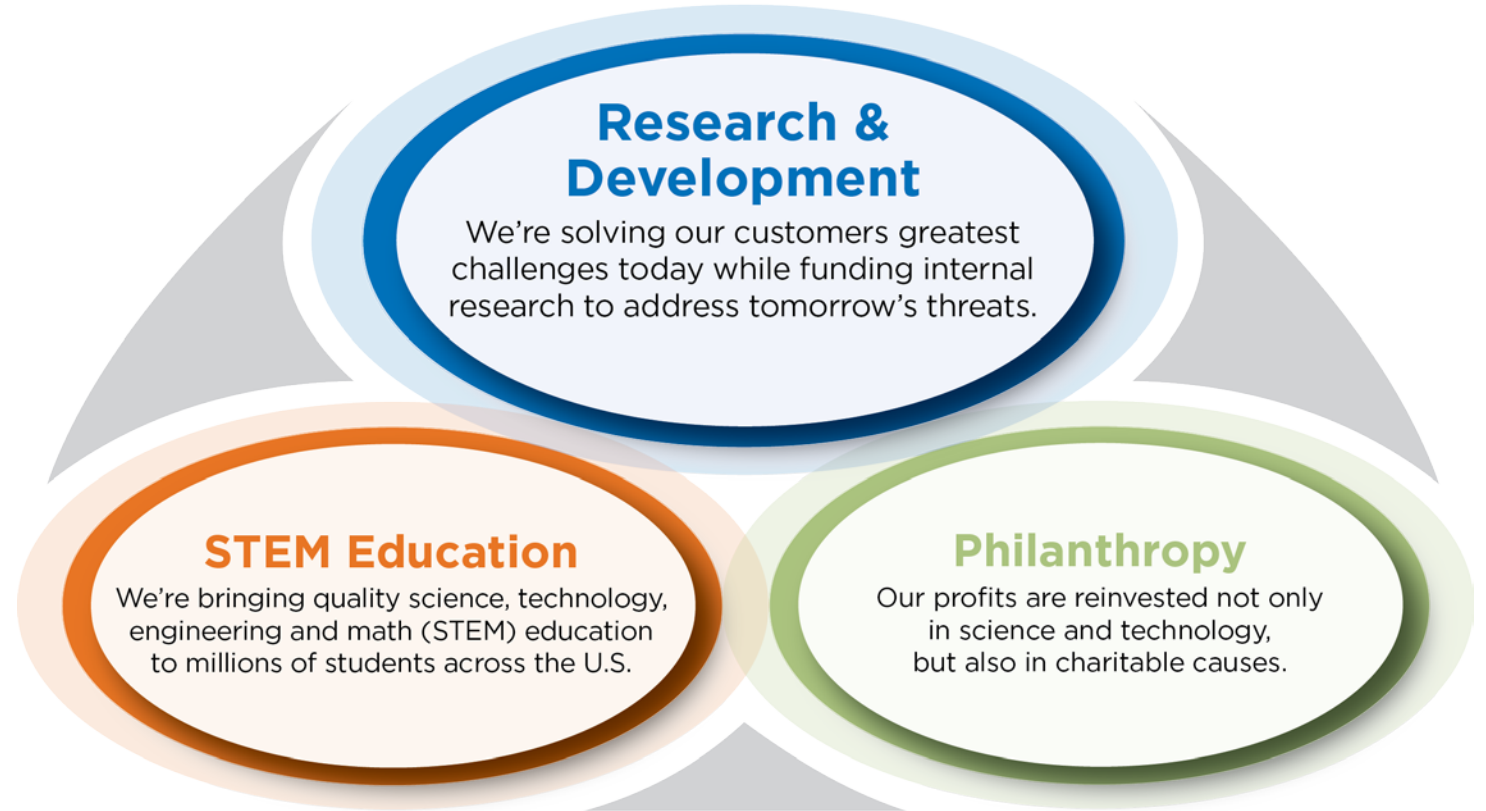 Research &
Development
We’re solving our customers greatest
challenges today while funding internal
research to address tomorrow’s threats.
STEM Education
We’re bringing quality science, technology,
engineering and math (STEM) education
to millions of students across the U.S.
Philanthropy
Our profits are reinvested not only
in science and technology,
but also in charitable causes.